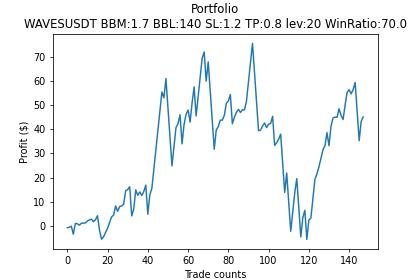 Portfolio
WAVESUSDT BBM:1.7 BBL:140 SL:1.2 TP:0.8 lev:20 WinRatio:70.0
Profit ($)
70
60
50
40
30
20
10
0
0 20 40 60 80 100 120 140
Trade counts